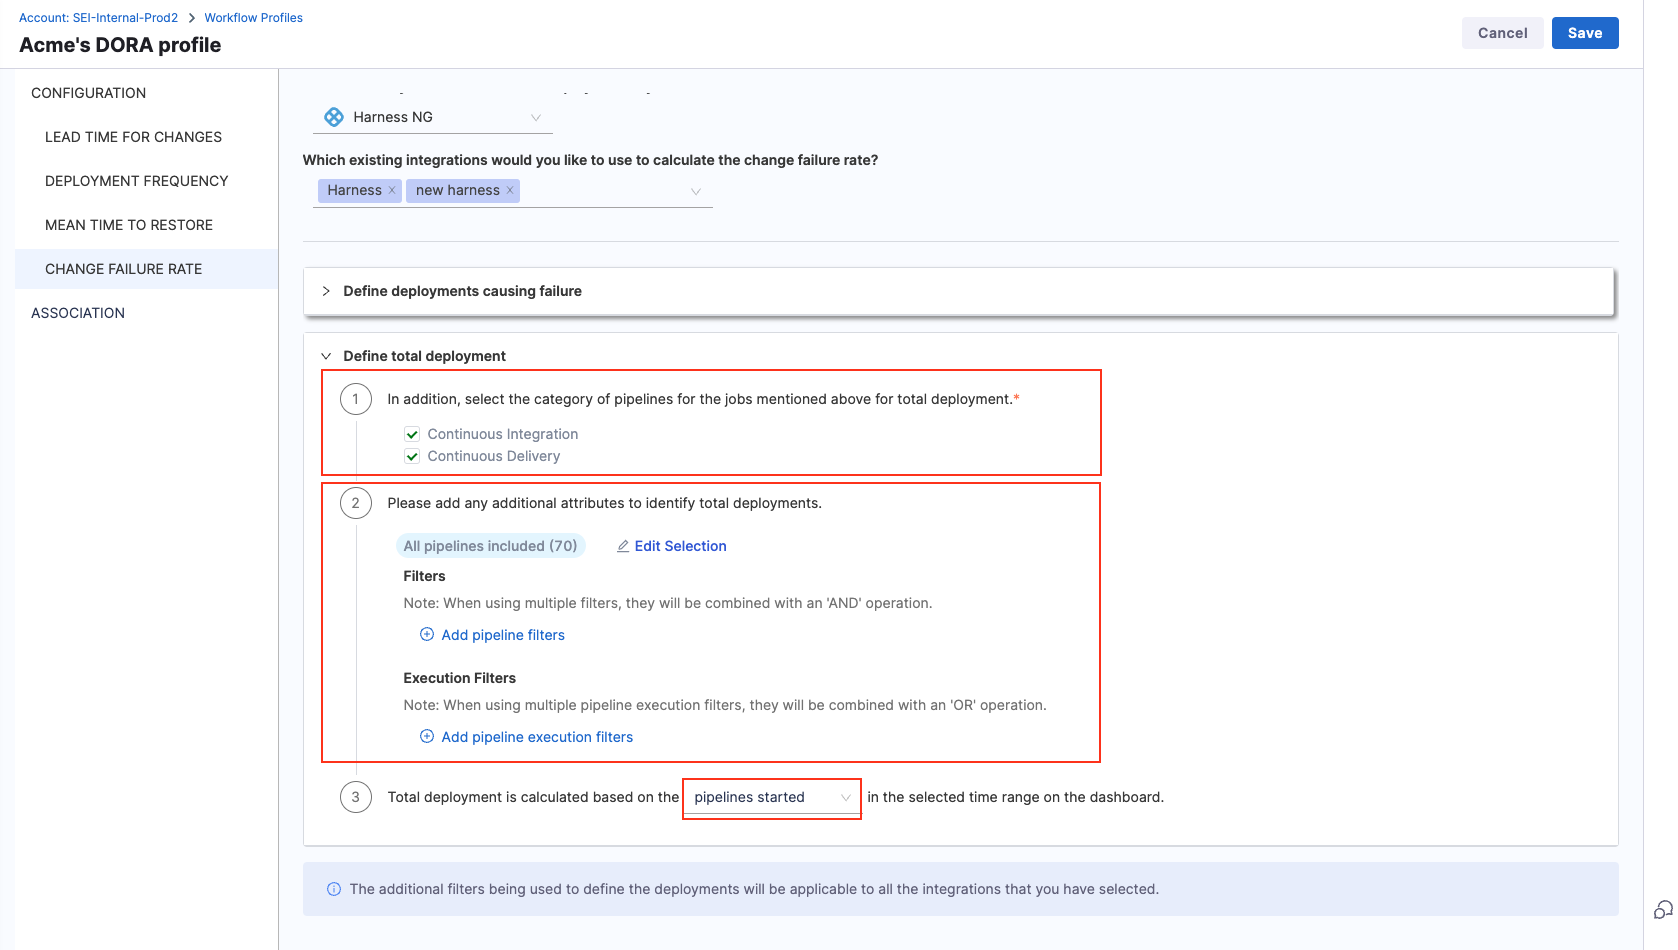 Account: SEI-Internal-Prod2 > Workflow Profiles
Acme's DORA profile
Cancel
Save
CONFIGURATION
LEAD TIME FOR CHANGES
DEPLOYMENT FREQUENCY
MEAN TIME TO RESTORE
CHANGE FAILURE RATE
ASSOCIATION
Harness NG
Which existing integrations would you like to use to calculate the change failure rate?
Harness × new harness ×
Define deployments causing failure
Define total deployment
1 In addition, select the category of pipelines for the jobs mentioned above for total deployment.*
Continuous Integration
Continuous Delivery
2 Please add any additional attributes to identify total deployments.
All pipelines included (70) Edit Selection
Filters
Note: When using multiple filters, they will be combined with an 'AND' operation.
Add pipeline filters
Execution Filters
Note: When using multiple pipeline execution filters, they will be combined with an 'OR' operation.
Add pipeline execution filters
3 Total deployment is calculated based on the pipelines started in the selected time range on the dashboard.
The additional filters being used to define the deployments will be applicable to all the integrations that you have selected.